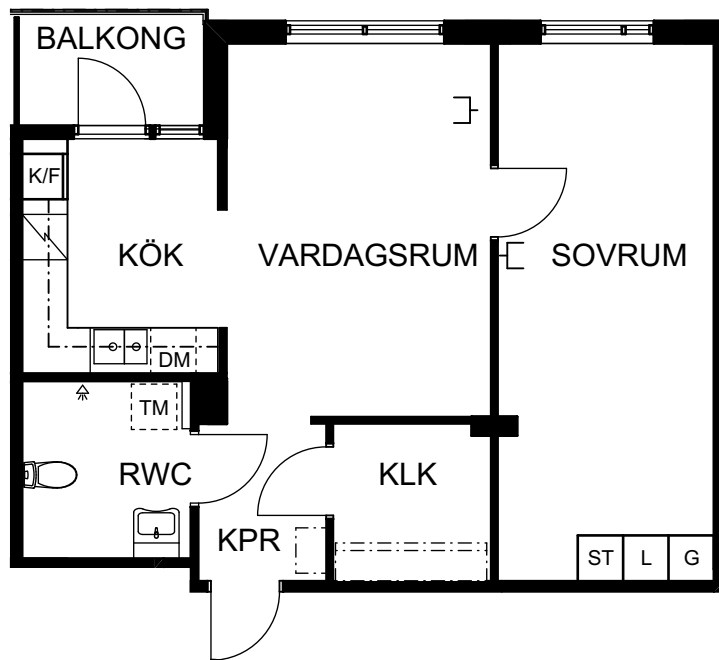 BALKONG
K/F
KÖK
VARDAGSRUM
SOVRUM
DM
TM
RWC
KLK
KPR
ST
L
G